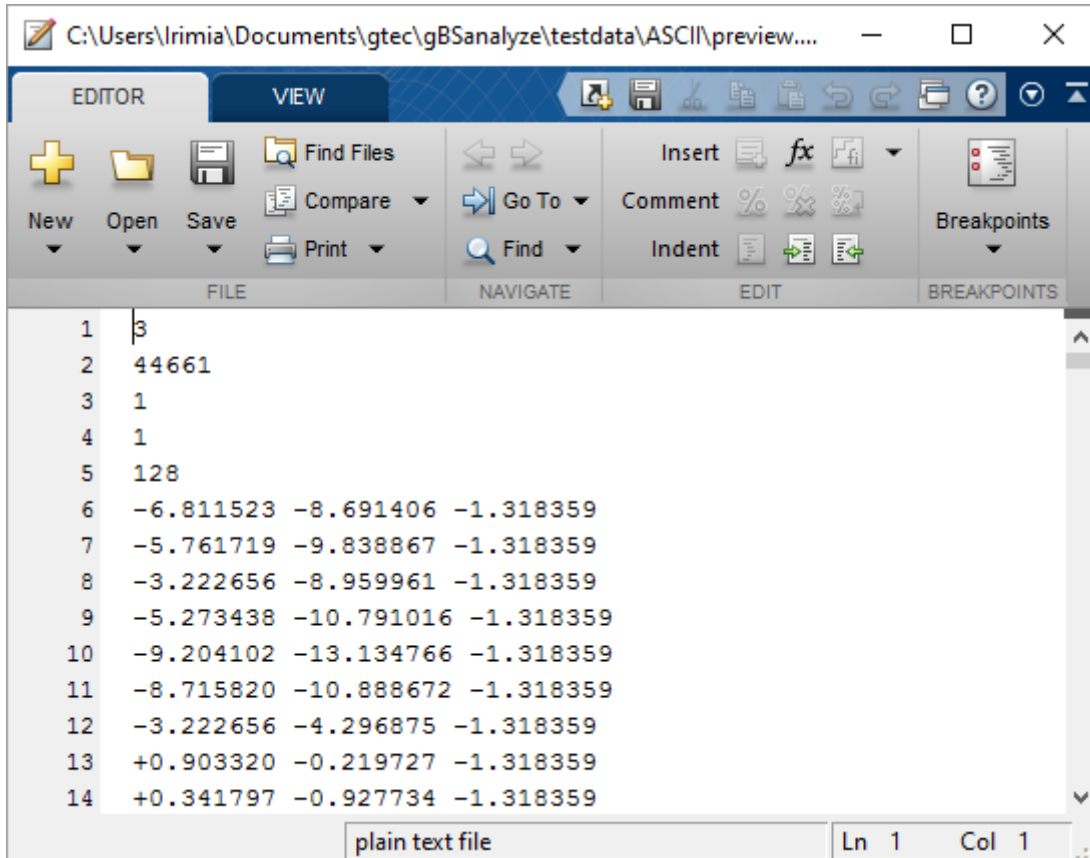 C:\Users\Irimia\Documents\gtec\gBSanalyze\testdata\ASCII\preview....
EDITOR VIEW
New Open Save
Find Files
Compare
Print
FILE
Go To
Find
NAVIGATE
Insert fx
Comment
Indent
EDIT
Breakpoints
BREAKPOINTS
1 3
2 44661
3 1
4 1
5 128
6 -6.811523 -8.691406 -1.318359
7 -5.761719 -9.838867 -1.318359
8 -3.222656 -8.959961 -1.318359
9 -5.273438 -10.791016 -1.318359
10 -9.204102 -13.134766 -1.318359
11 -8.715820 -10.888672 -1.318359
12 -3.222656 -4.296875 -1.318359
13 +0.903320 -0.219727 -1.318359
14 +0.341797 -0.927734 -1.318359
plain text file Ln 1 Col 1